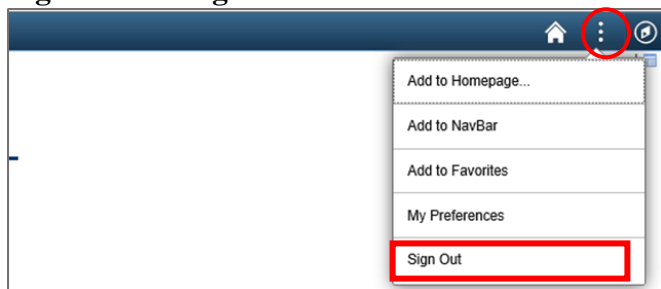 Add to Homepage...
Add to NavBar
Add to Favorites
My Preferences
Sign Out